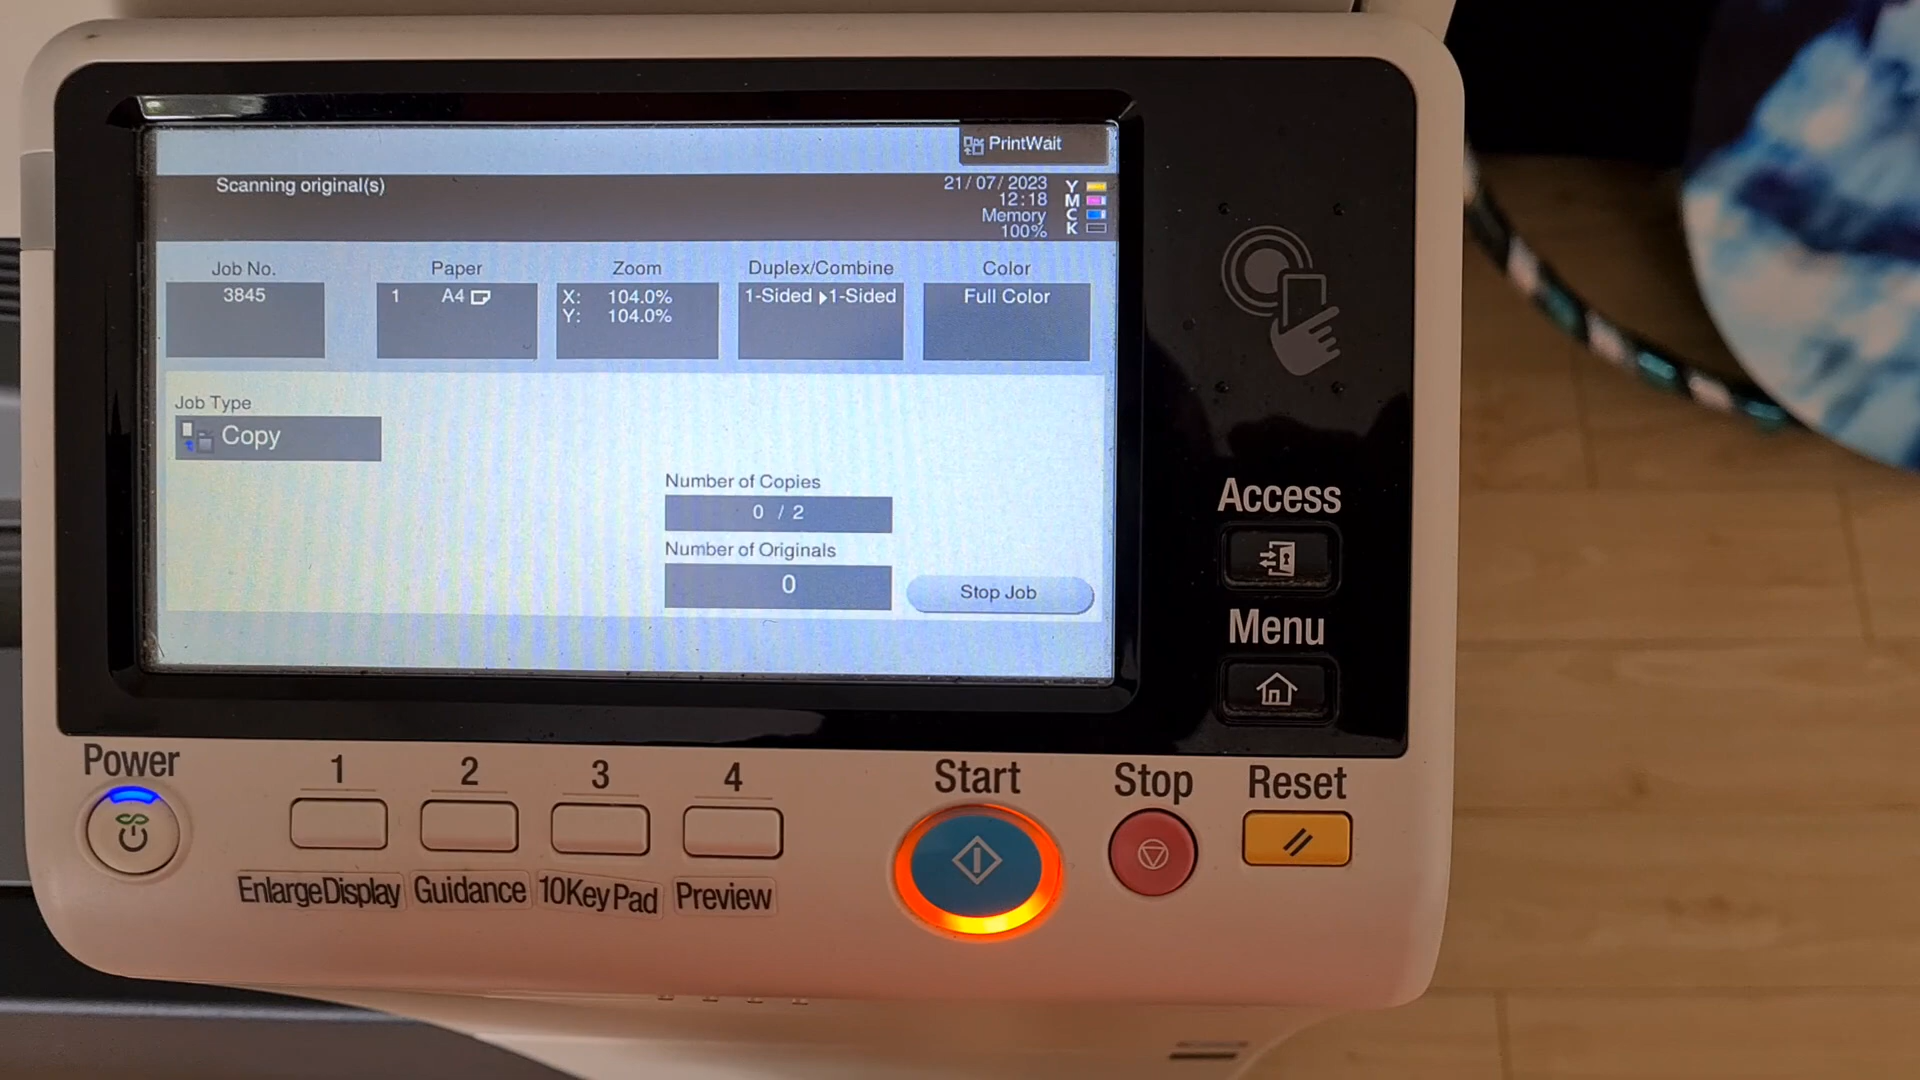 PrintWait
Scanning original(s)
21/07/2023
12:18
Memory
100%
Y
M
C
K
Job No.
3845
Paper
1 A4
Zoom
X: 104.0%
Y: 104.0%
Duplex/Combine
1-Sided ▶1-Sided
Color
Full Color
Job Type
Copy
Number of Copies
0 / 2
Number of Originals
0
Stop Job
Access
Menu
Power
1
2
3
4
Start
Stop
Reset
EnlargeDisplay
Guidance
10KeyPad
Preview